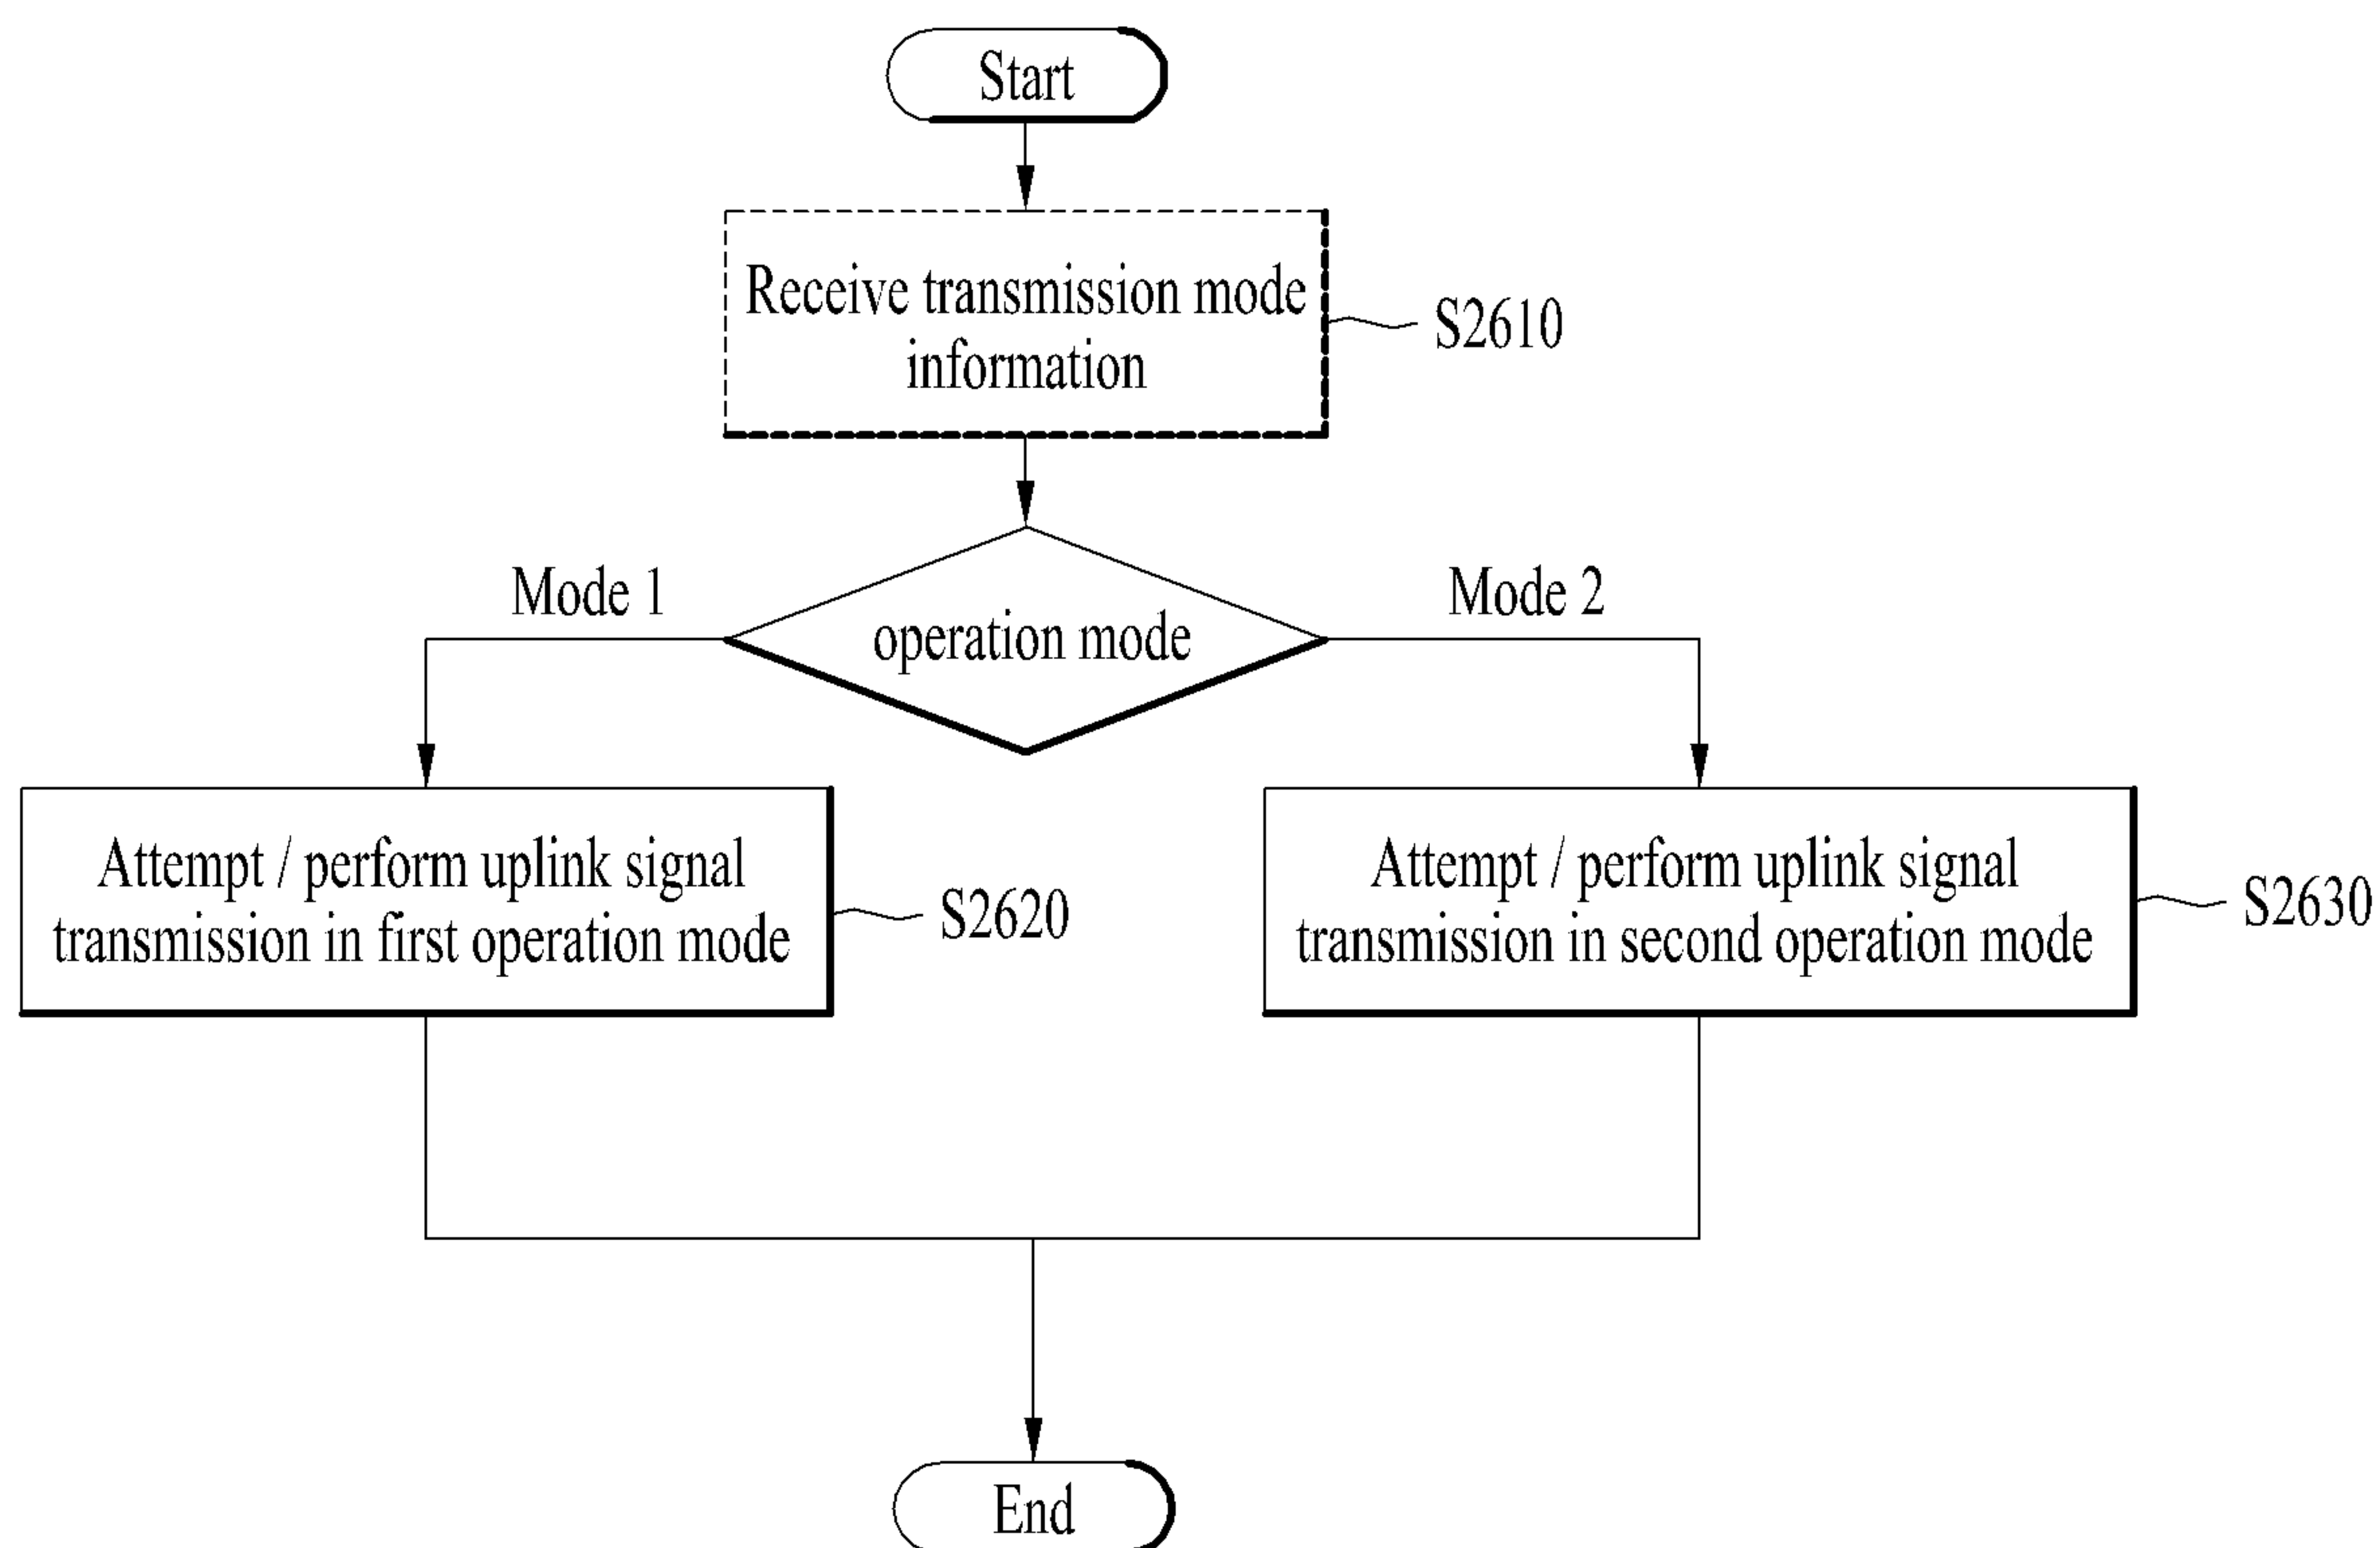 Start
Receive transmission mode
information
S2610
Mode 1
operation mode
Mode 2
Attempt / perform uplink signal
transmission in first operation mode
S2620
Attempt / perform uplink signal
transmission in second operation mode
S2630
End